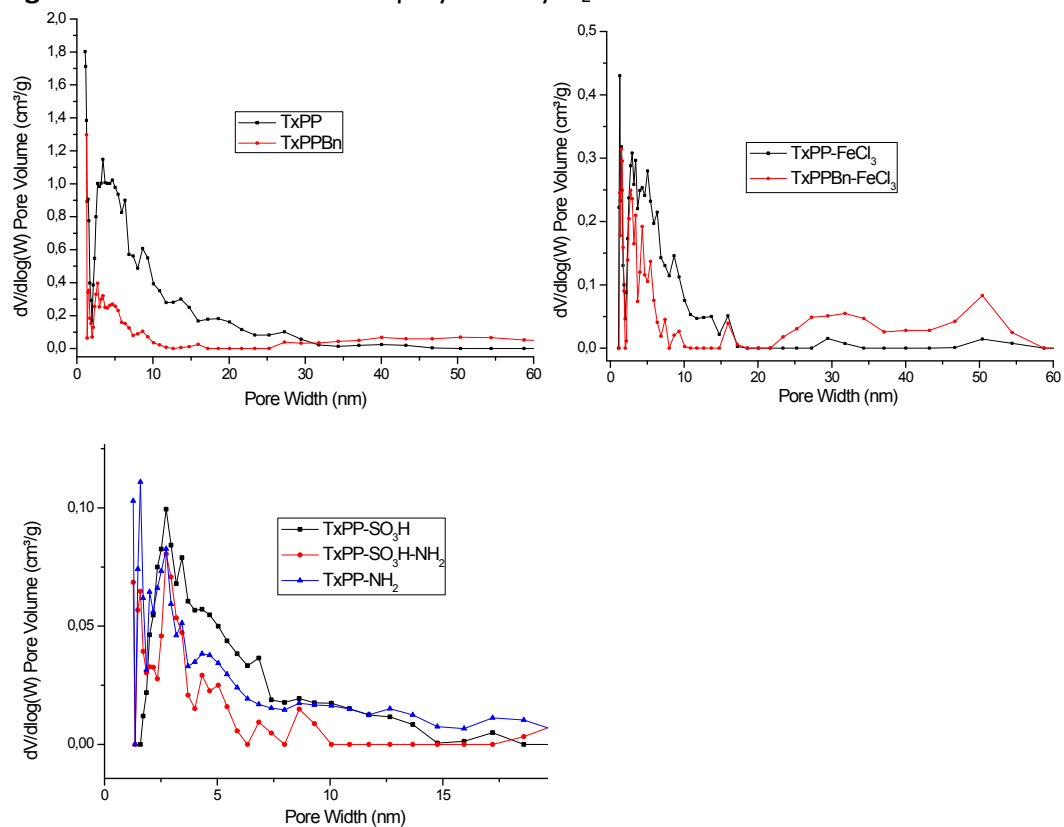 2,0
1,8
1,6
1,4
1,2
1,0
0,8
0,6
0,4
0,2
0,0
dV/dlog(W) Pore Volume (cm³/g)
TxPP
TxPPBn
0 10 20 30 40 50 60
Pore Width (nm)
0,5
0,4
0,3
0,2
0,1
0,0
dV/dlog(W) Pore Volume (cm³/g)
TxPP-FeCl₃
TxPPBn-FeCl₃
0 10 20 30 40 50 60
Pore Width (nm)
0,10
0,05
0,00
dV/dlog(W) Pore Volume (cm³/g)
TxPP-SO₃H
TxPP-SO₃H-NH₂
TxPP-NH₂
0 5 10 15
Pore Width (nm)